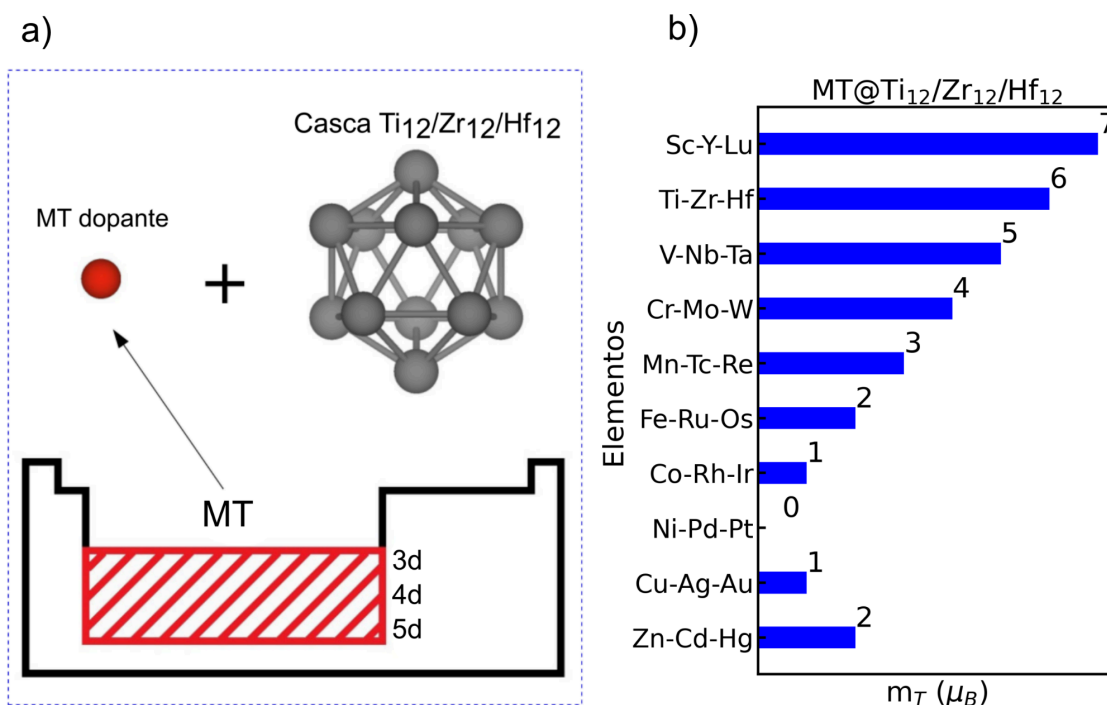 a)
Casca Ti12/Zr12/Hf12
MT dopante
+
MT
3d
4d
5d
b)
MT@Ti12/Zr12/Hf12
Elementos
Sc-Y-Lu 7
Ti-Zr-Hf 6
V-Nb-Ta 5
Cr-Mo-W 4
Mn-Tc-Re 3
Fe-Ru-Os 2
Co-Rh-Ir 1
Ni-Pd-Pt 0
Cu-Ag-Au 1
Zn-Cd-Hg 2
mT (μB)